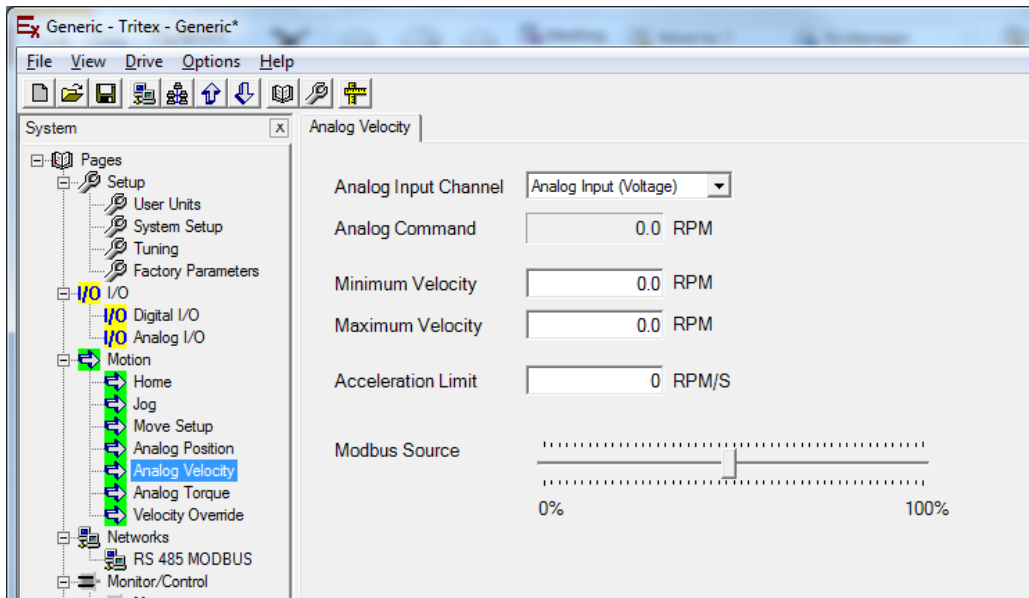 Generic - Tritex - Generic*
File View Drive Options Help
System
Analog Velocity
Pages
Setup
User Units
System Setup
Tuning
Factory Parameters
I/O I/O
I/O Digital I/O
I/O Analog I/O
Motion
Home
Jog
Move Setup
Analog Position
Analog Velocity
Analog Torque
Velocity Override
Networks
RS 485 MODBUS
Monitor/Control
Analog Input Channel Analog Input (Voltage)
Analog Command 0.0 RPM
Minimum Velocity 0.0 RPM
Maximum Velocity 0.0 RPM
Acceleration Limit 0 RPM/S
Modbus Source
0% 100%